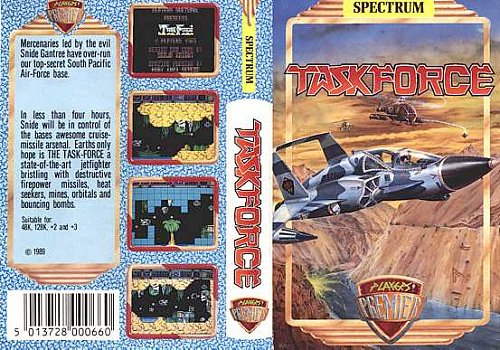 PLAYERS
PREMIER
Mercenaries led by the evil
Snide Gantree have over-run
our top-secret South Pacific
Air-Force base.
In less than four hours,
Snide will be in control of
the bases awesome cruise-
missile arsenal. Earths only
hope is THE TASK-FORCE a
state-of-the-art jetfighter
bristling with destructive
firepower missiles, heat
seekers, mines, orbitals and
bouncing bombs.
Suitable for:
48K, 128K, +2 and +3
© 1989
5 013728 000660
SPECTRUM
TASKFORCE
PLAYERS
PREMIER
SPECTRUM
TASKFORCE
PLAYERS
PREMIER